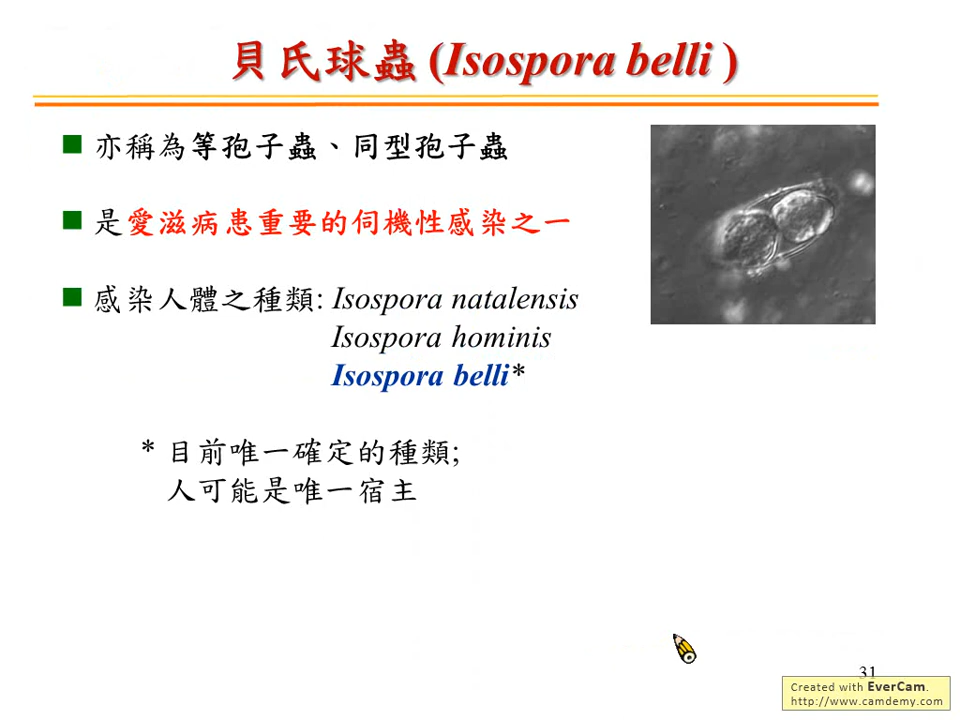 貝氏球蟲 (Isospora belli )
亦稱為等孢子蟲、同型孢子蟲
是愛滋病患重要的伺機性感染之一
感染人體之種類: Isospora natalensis
Isospora hominis
Isospora belli*
* 目前唯一確定的種類;
人可能是唯一宿主
31
Created with EverCam.
http://www.camdemy.com